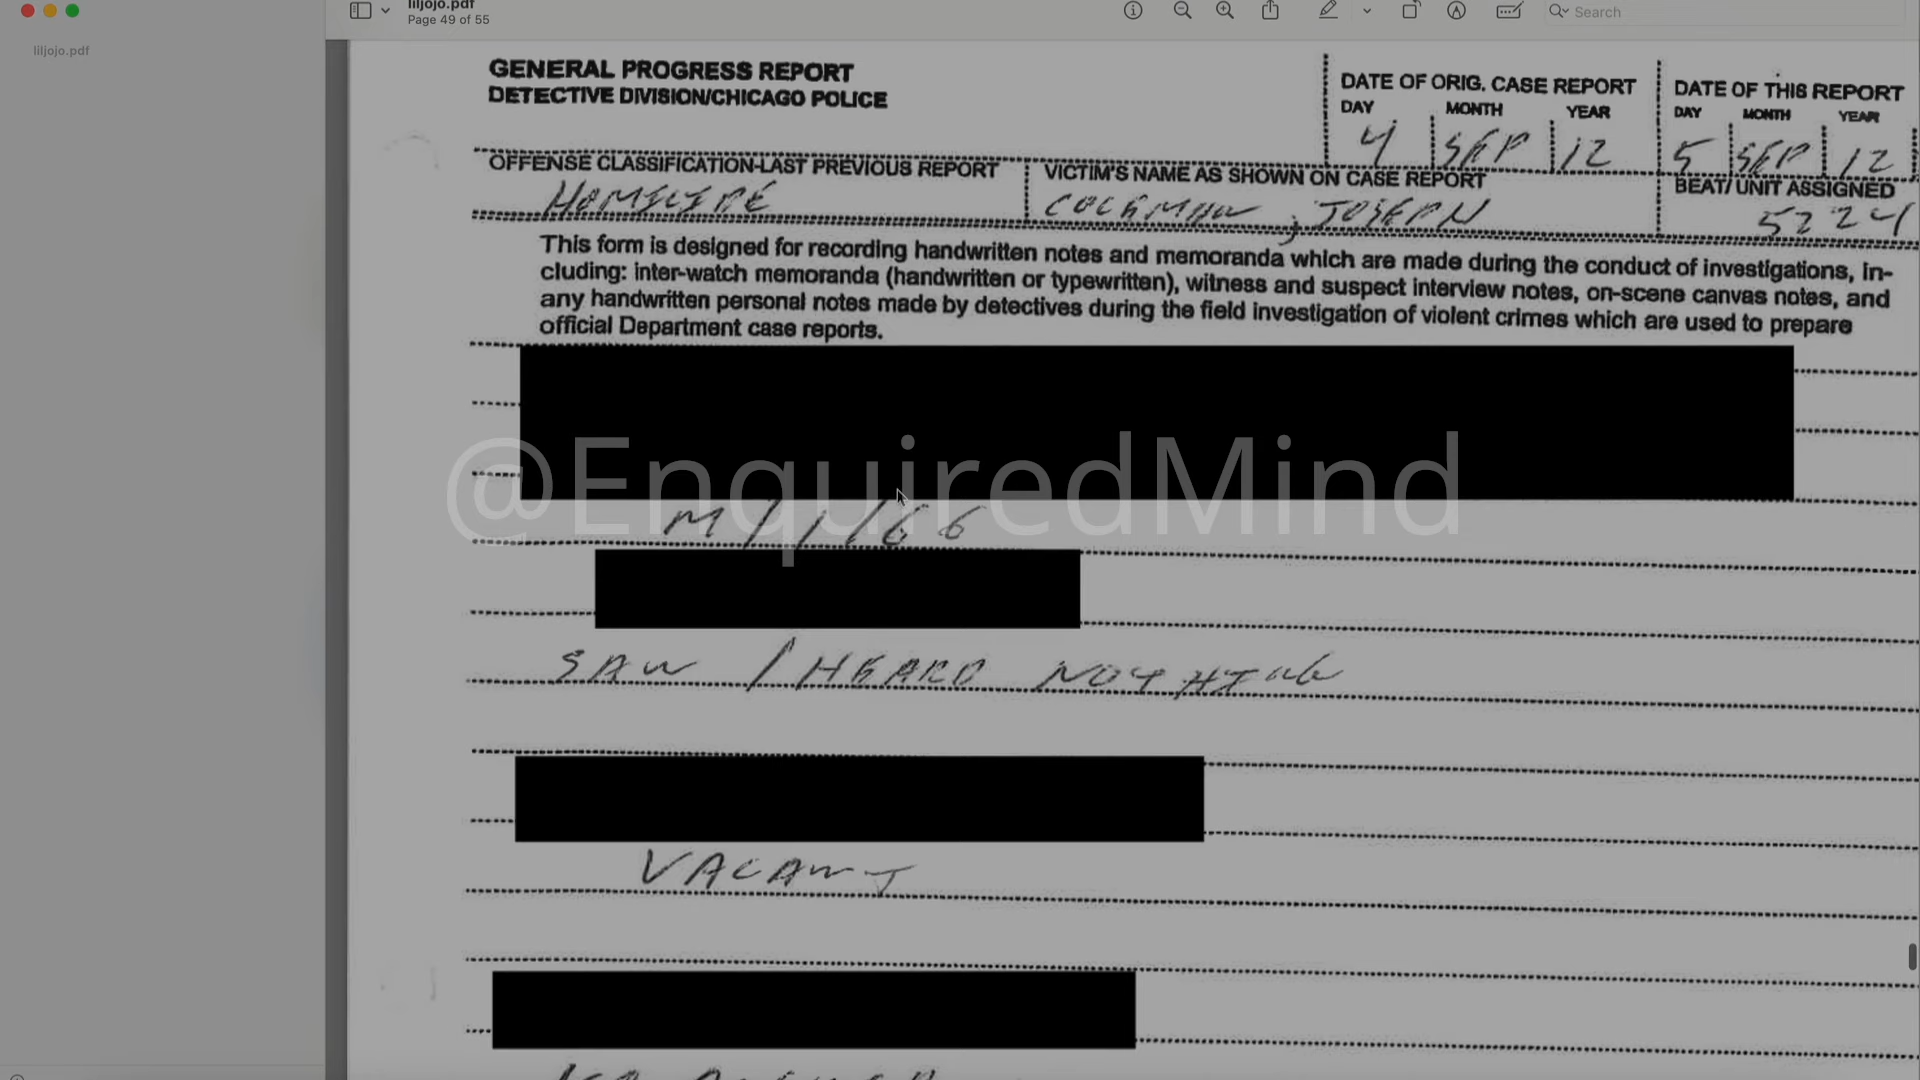 liljojo.pdf
Page 49 of 55
Search
liljojo.pdf
GENERAL PROGRESS REPORT
DETECTIVE DIVISION/CHICAGO POLICE
DATE OF ORIG. CASE REPORT
DAY MONTH YEAR
4 SEP 12
DATE OF THIS REPORT
DAY MONTH YEAR
5 SEP 12
OFFENSE CLASSIFICATION-LAST PREVIOUS REPORT
HOMICIDE
VICTIM'S NAME AS SHOWN ON CASE REPORT
COLEMAN, JOSEPH
BEAT/UNIT ASSIGNED
5224
This form is designed for recording handwritten notes and memoranda which are made during the conduct of investigations, in-
cluding: inter-watch memoranda (handwritten or typewritten), witness and suspect interview notes, on-scene canvas notes, and
any handwritten personal notes made by detectives during the field investigation of violent crimes which are used to prepare
official Department case reports.
@EnquiredMind
M/1/66
SAW / HEARD NOTHING
VACANT